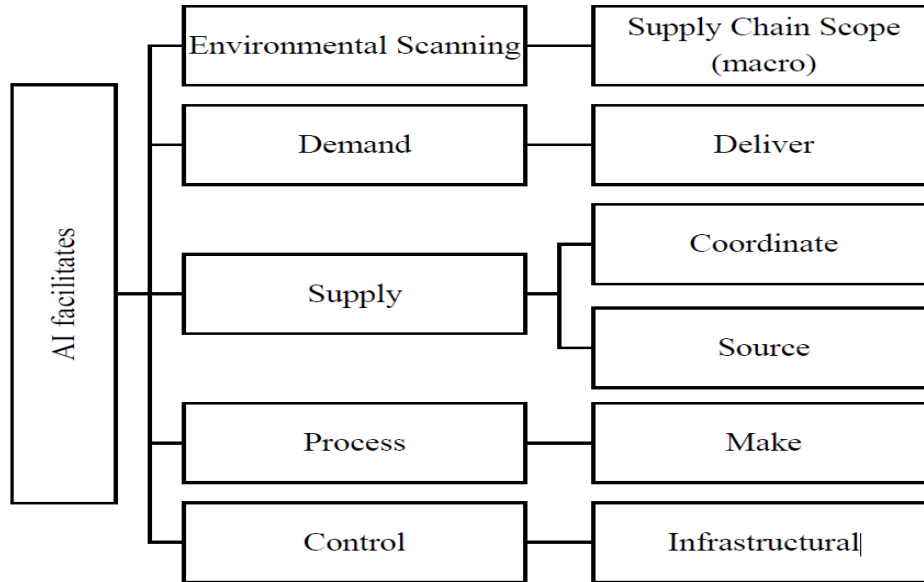 AI facilitates
Environmental Scanning
Supply Chain Scope
(macro)
Demand
Deliver
Supply
Coordinate
Source
Process
Make
Control
Infrastructural